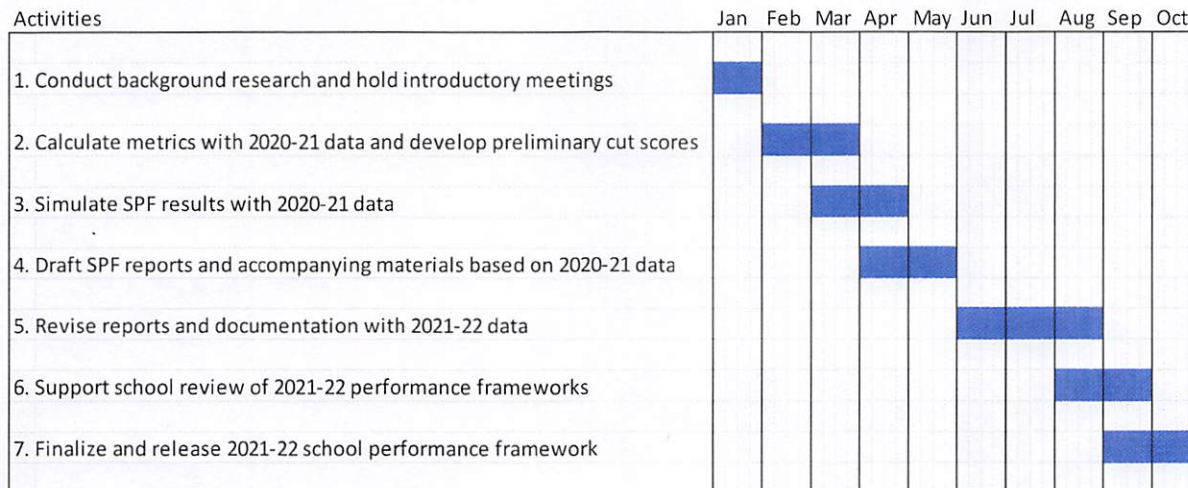 Activities Jan Feb Mar Apr May Jun Jul Aug Sep Oct
1. Conduct background research and hold introductory meetings
2. Calculate metrics with 2020-21 data and develop preliminary cut scores
3. Simulate SPF results with 2020-21 data
4. Draft SPF reports and accompanying materials based on 2020-21 data
5. Revise reports and documentation with 2021-22 data
6. Support school review of 2021-22 performance frameworks
7. Finalize and release 2021-22 school performance framework